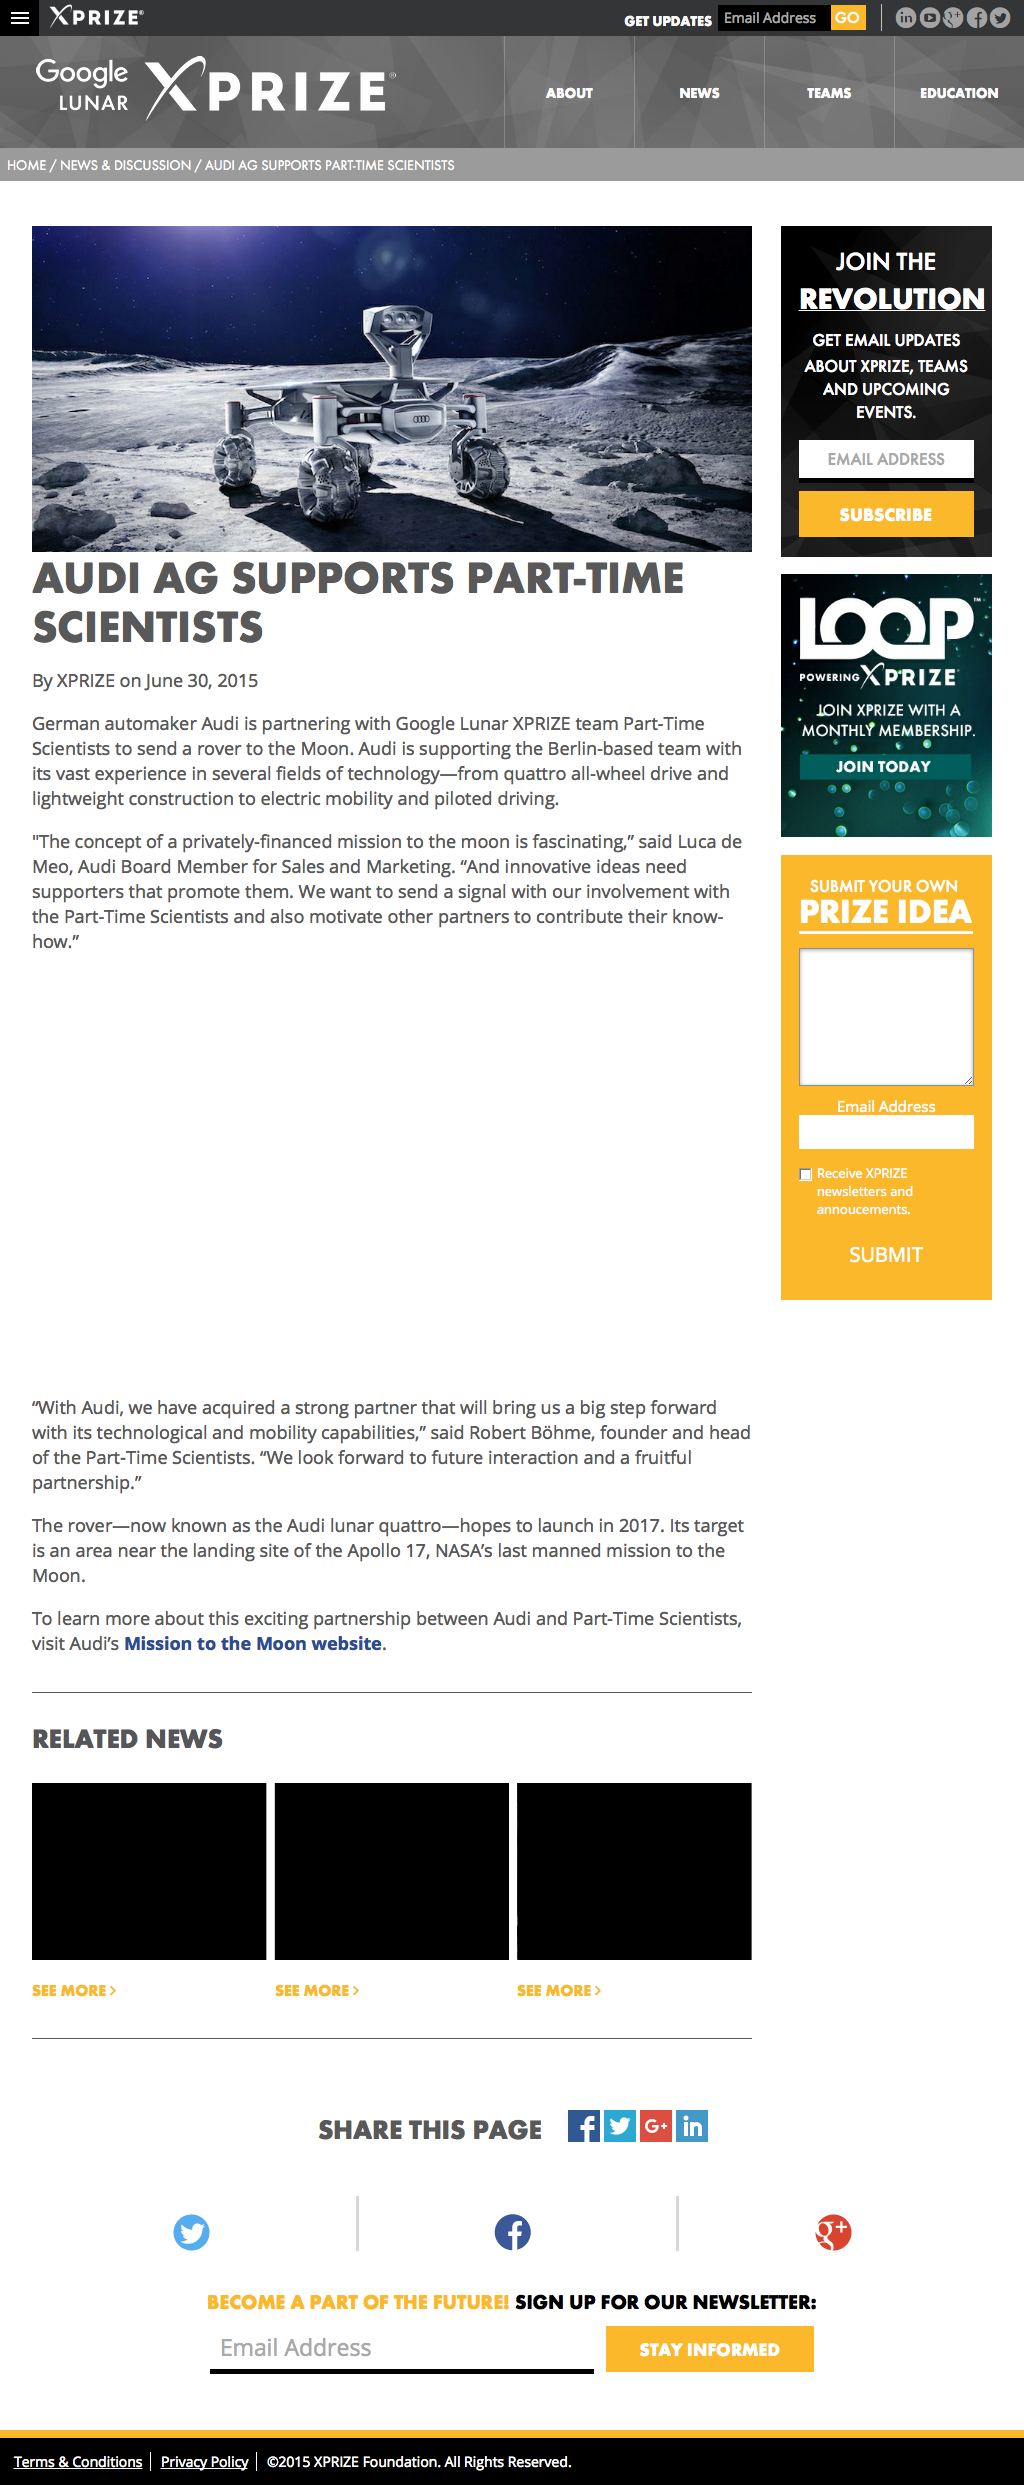 XPRIZE®
GET UPDATES
Email Address
GO
Google
LUNAR
XPRIZE®
ABOUT
NEWS
TEAMS
EDUCATION
HOME / NEWS & DISCUSSION / AUDI AG SUPPORTS PART-TIME SCIENTISTS
AUDI AG SUPPORTS PART-TIME
SCIENTISTS
By XPRIZE on June 30, 2015
German automaker Audi is partnering with Google Lunar XPRIZE team Part-Time
Scientists to send a rover to the Moon. Audi is supporting the Berlin-based team with
its vast experience in several fields of technology—from quattro all-wheel drive and
lightweight construction to electric mobility and piloted driving.
"The concept of a privately-financed mission to the moon is fascinating,” said Luca de
Meo, Audi Board Member for Sales and Marketing. “And innovative ideas need
supporters that promote them. We want to send a signal with our involvement with
the Part-Time Scientists and also motivate other partners to contribute their know-
how.”
“With Audi, we have acquired a strong partner that will bring us a big step forward
with its technological and mobility capabilities,” said Robert Böhme, founder and head
of the Part-Time Scientists. “We look forward to future interaction and a fruitful
partnership.”
The rover—now known as the Audi lunar quattro—hopes to launch in 2017. Its target
is an area near the landing site of the Apollo 17, NASA’s last manned mission to the
Moon.
To learn more about this exciting partnership between Audi and Part-Time Scientists,
visit Audi’s Mission to the Moon website.
JOIN THE
REVOLUTION
GET EMAIL UPDATES
ABOUT XPRIZE, TEAMS
AND UPCOMING
EVENTS.
EMAIL ADDRESS
SUBSCRIBE
LOOP™
POWERING XPRIZE
JOIN XPRIZE WITH A
MONTHLY MEMBERSHIP.
JOIN TODAY
SUBMIT YOUR OWN
PRIZE IDEA
Email Address
Receive XPRIZE
newsletters and
annoucements.
SUBMIT
RELATED NEWS
SEE MORE >
SEE MORE >
SEE MORE >
SHARE THIS PAGE
BECOME A PART OF THE FUTURE! SIGN UP FOR OUR NEWSLETTER:
Email Address
STAY INFORMED
Terms & Conditions
Privacy Policy
©2015 XPRIZE Foundation. All Rights Reserved.